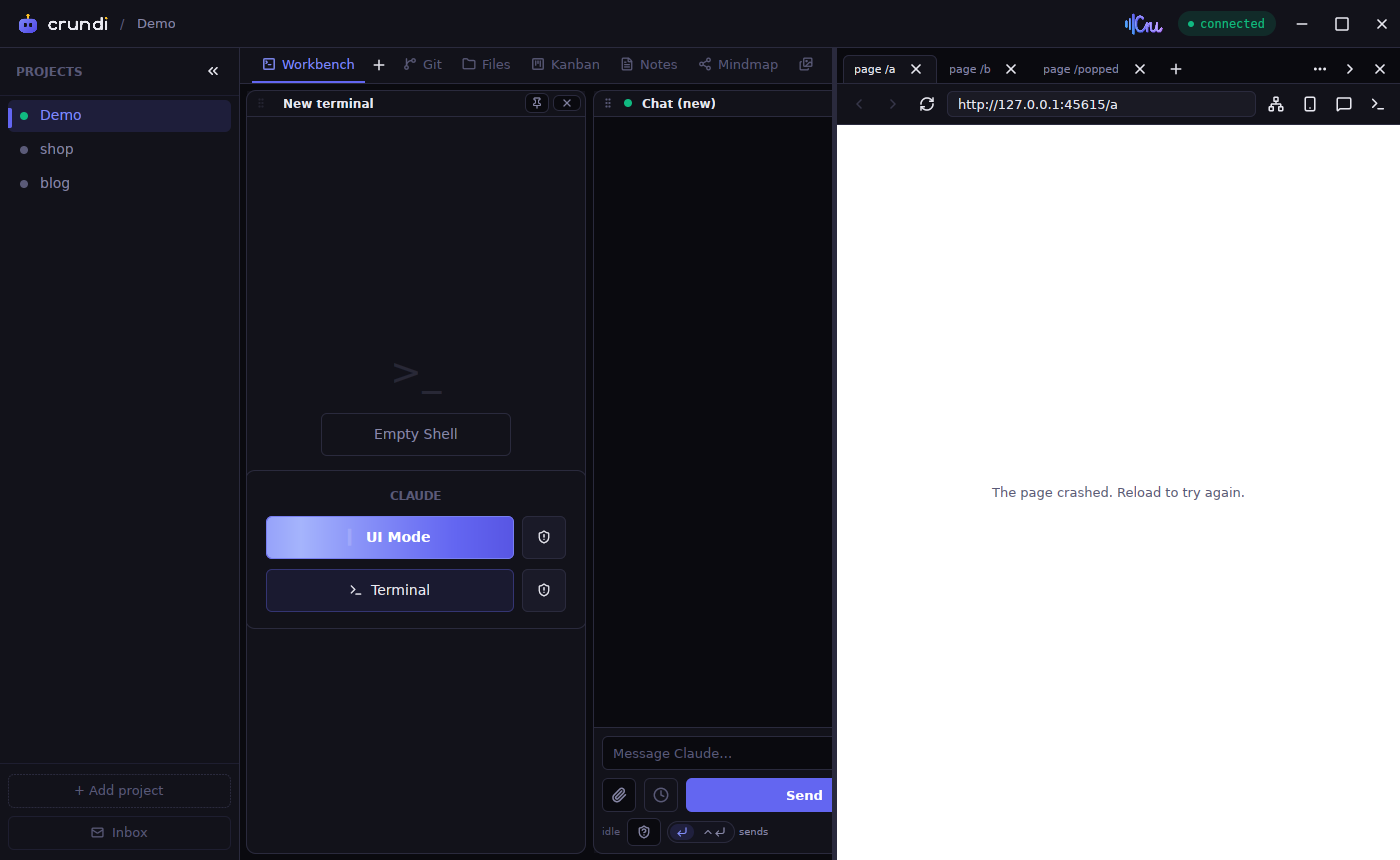 crundi / Demo
Cru
connected
PROJECTS
Demo
shop
blog
+ Add project
Inbox
Workbench
Git
Files
Kanban
Notes
Mindmap
New terminal
>_
Empty Shell
CLAUDE
UI Mode
Terminal
Chat (new)
Message Claude...
Send
idle
sends
page /a
page /b
page /popped
http://127.0.0.1:45615/a
The page crashed. Reload to try again.